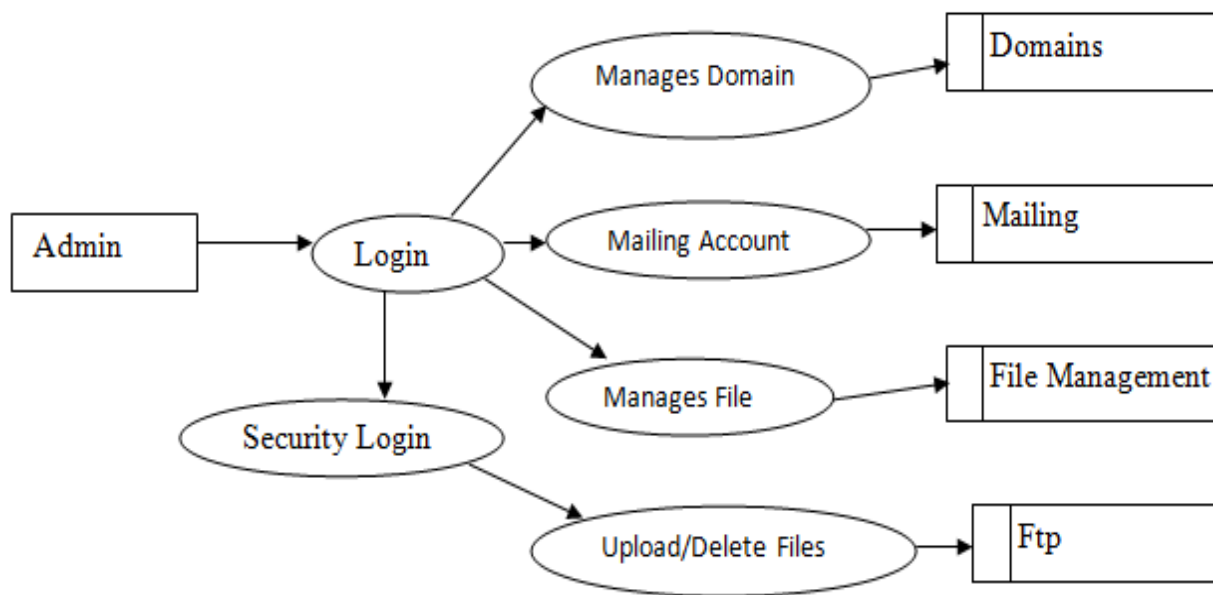 Domains
Manages Domain
Mailing
Admin
Login
Mailing Account
File Management
Manages File
Security Login
Upload/Delete Files
Ftp